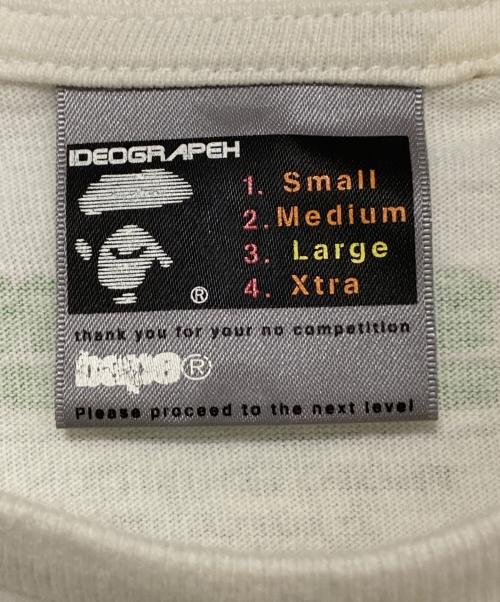 IDEOGRAPEH
1. Small
2. Medium
3. Large
4. Xtra
®
thank you for your no competition
bape®
Please proceed to the next level